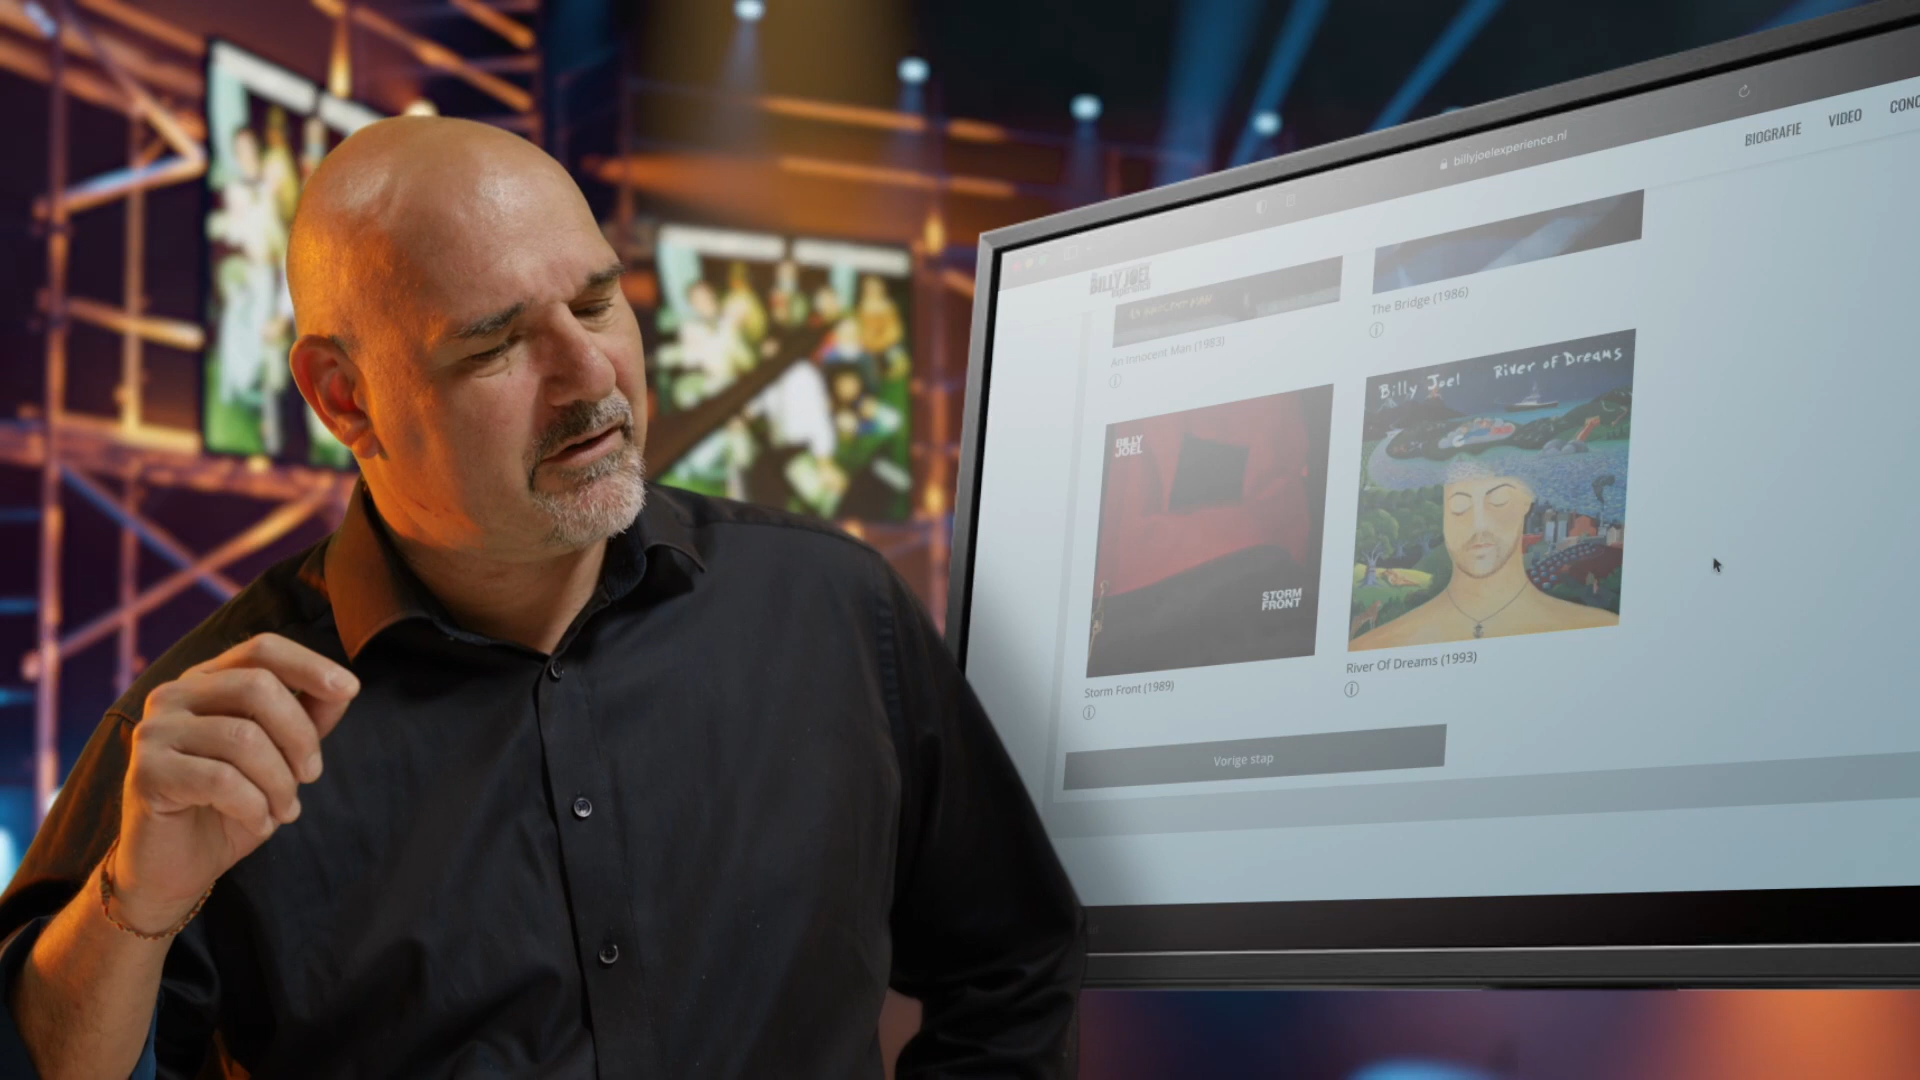 billyjoelexperience.nl
BIOGRAFIE
VIDEO
BILLY JOEL
The Bridge (1986)
An Innocent Man (1983)
Billy Joel River of Dreams
BILLY
JOEL
STORM
FRONT
River Of Dreams (1993)
Storm Front (1989)
Vorige stap